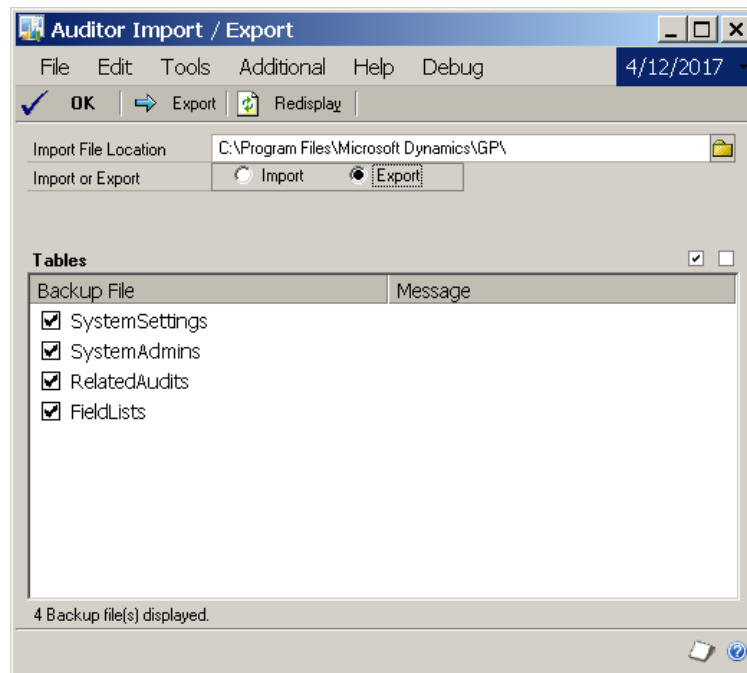 Auditor Import / Export
File Edit Tools Additional Help Debug 4/12/2017
OK Export Redisplay
Import File Location C:\Program Files\Microsoft Dynamics\GP\
Import or Export Import Export
Tables
Backup File Message
SystemSettings
SystemAdmins
RelatedAudits
FieldLists
4 Backup file(s) displayed.